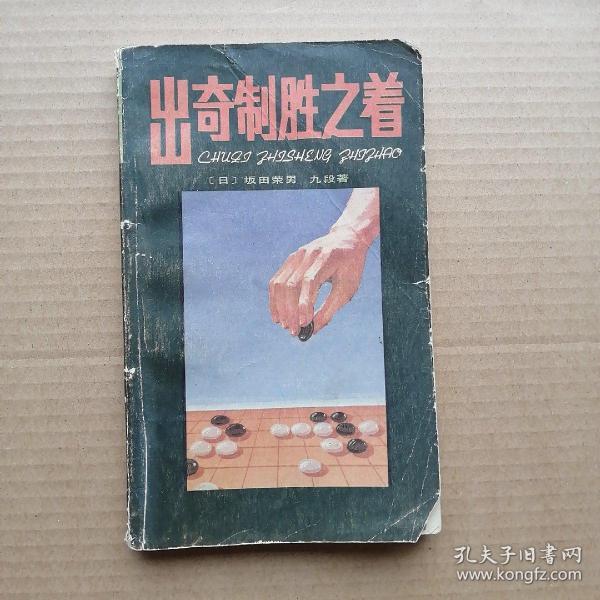 出奇制胜之着
CHUQI ZHISHENG ZHIZHAO
〔日〕坂田荣男 九段著
孔夫子旧书网
www.kongfz.com